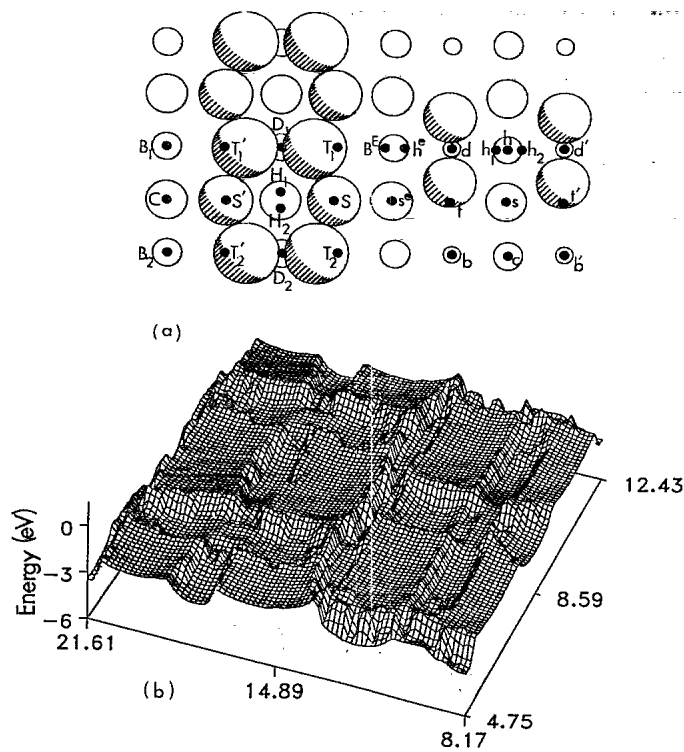 D₁
B₁ T₁′ T₁ Bᴱ hᵉ d h₁ h h₂ d′
H₁
C S′ S sᵉ s
H₂ t t′
B₂ T₂′ T₂ b c b′
D₂
(a)
Energy (eV)
0
−3
−6
21.61
14.89
8.17
4.75
8.59
12.43
(b)